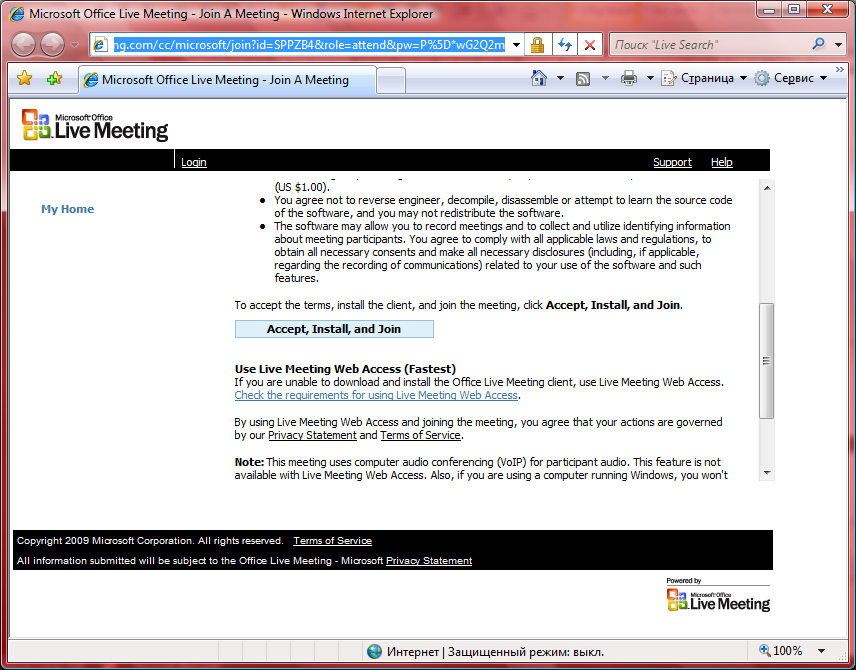 Microsoft Office Live Meeting - Join A Meeting - Windows Internet Explorer
ng.com/cc/microsoft/join?id=SPPZB4&role=attend&pw=P%5D*wG2Q2m
Поиск "Live Search"
Microsoft Office Live Meeting - Join A Meeting
Страница
Сервис
Microsoft Office
Live Meeting
Login
Support
Help
My Home
(US $1.00).
You agree not to reverse engineer, decompile, disassemble or attempt to learn the source code
of the software, and you may not redistribute the software.
The software may allow you to record meetings and to collect and utilize identifying information
about meeting participants. You agree to comply with all applicable laws and regulations, to
obtain all necessary consents and make all necessary disclosures (including, if applicable,
regarding the recording of communications) related to your use of the software and such
features.
To accept the terms, install the client, and join the meeting, click Accept, Install, and Join.
Accept, Install, and Join
Use Live Meeting Web Access (Fastest)
If you are unable to download and install the Office Live Meeting client, use Live Meeting Web Access.
Check the requirements for using Live Meeting Web Access.
By using Live Meeting Web Access and joining the meeting, you agree that your actions are governed
by our Privacy Statement and Terms of Service.
Note: This meeting uses computer audio conferencing (VoIP) for participant audio. This feature is not
available with Live Meeting Web Access. Also, if you are using a computer running Windows, you won't
Copyright 2009 Microsoft Corporation. All rights reserved. Terms of Service
All information submitted will be subject to the Office Live Meeting - Microsoft Privacy Statement
Powered by
Microsoft Office
Live Meeting
Интернет | Защищенный режим: выкл.
100%